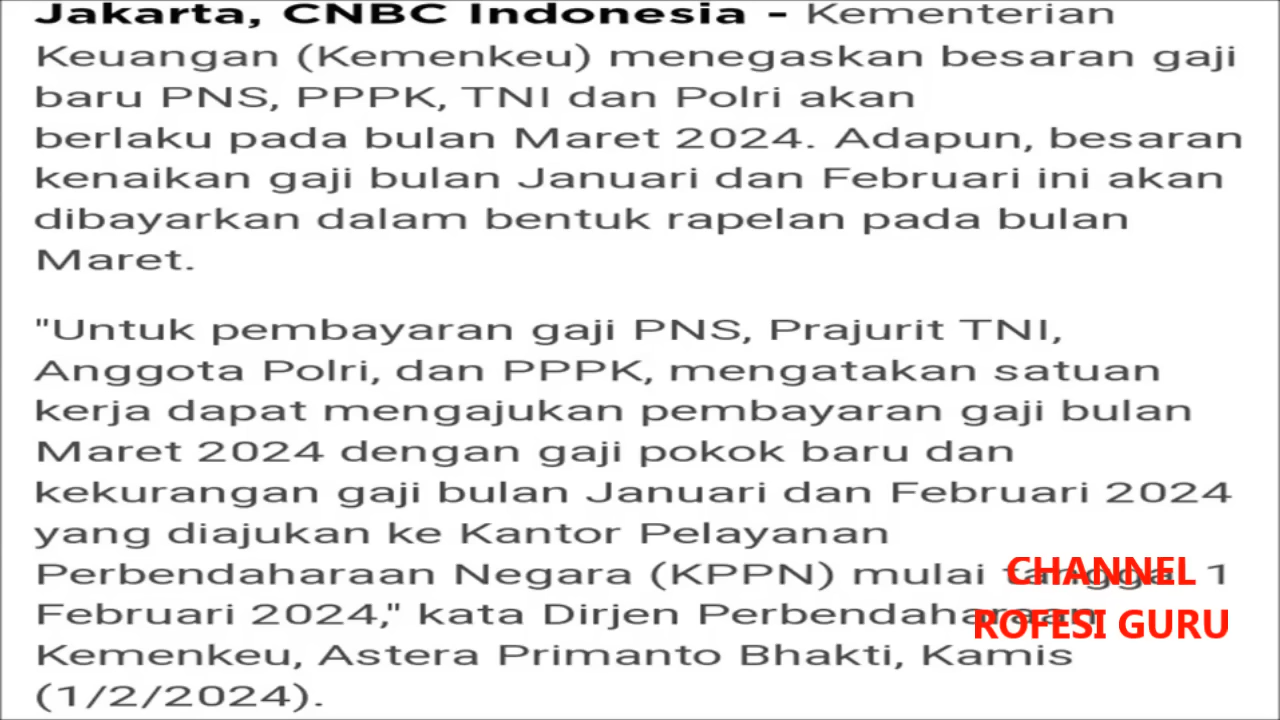 Jakarta, CNBC Indonesia - Kementerian
Keuangan (Kemenkeu) menegaskan besaran gaji
baru PNS, PPPK, TNI dan Polri akan
berlaku pada bulan Maret 2024. Adapun, besaran
kenaikan gaji bulan Januari dan Februari ini akan
dibayarkan dalam bentuk rapelan pada bulan
Maret.
"Untuk pembayaran gaji PNS, Prajurit TNI,
Anggota Polri, dan PPPK, mengatakan satuan
kerja dapat mengajukan pembayaran gaji bulan
Maret 2024 dengan gaji pokok baru dan
kekurangan gaji bulan Januari dan Februari 2024
yang diajukan ke Kantor Pelayanan
Perbendaharaan Negara (KPPN) mulai 1
Februari 2024," kata Dirjen Perbendaharaan
Kemenkeu, Astera Primanto Bhakti, Kamis
(1/2/2024).
CHANNEL
ROFESI GURU